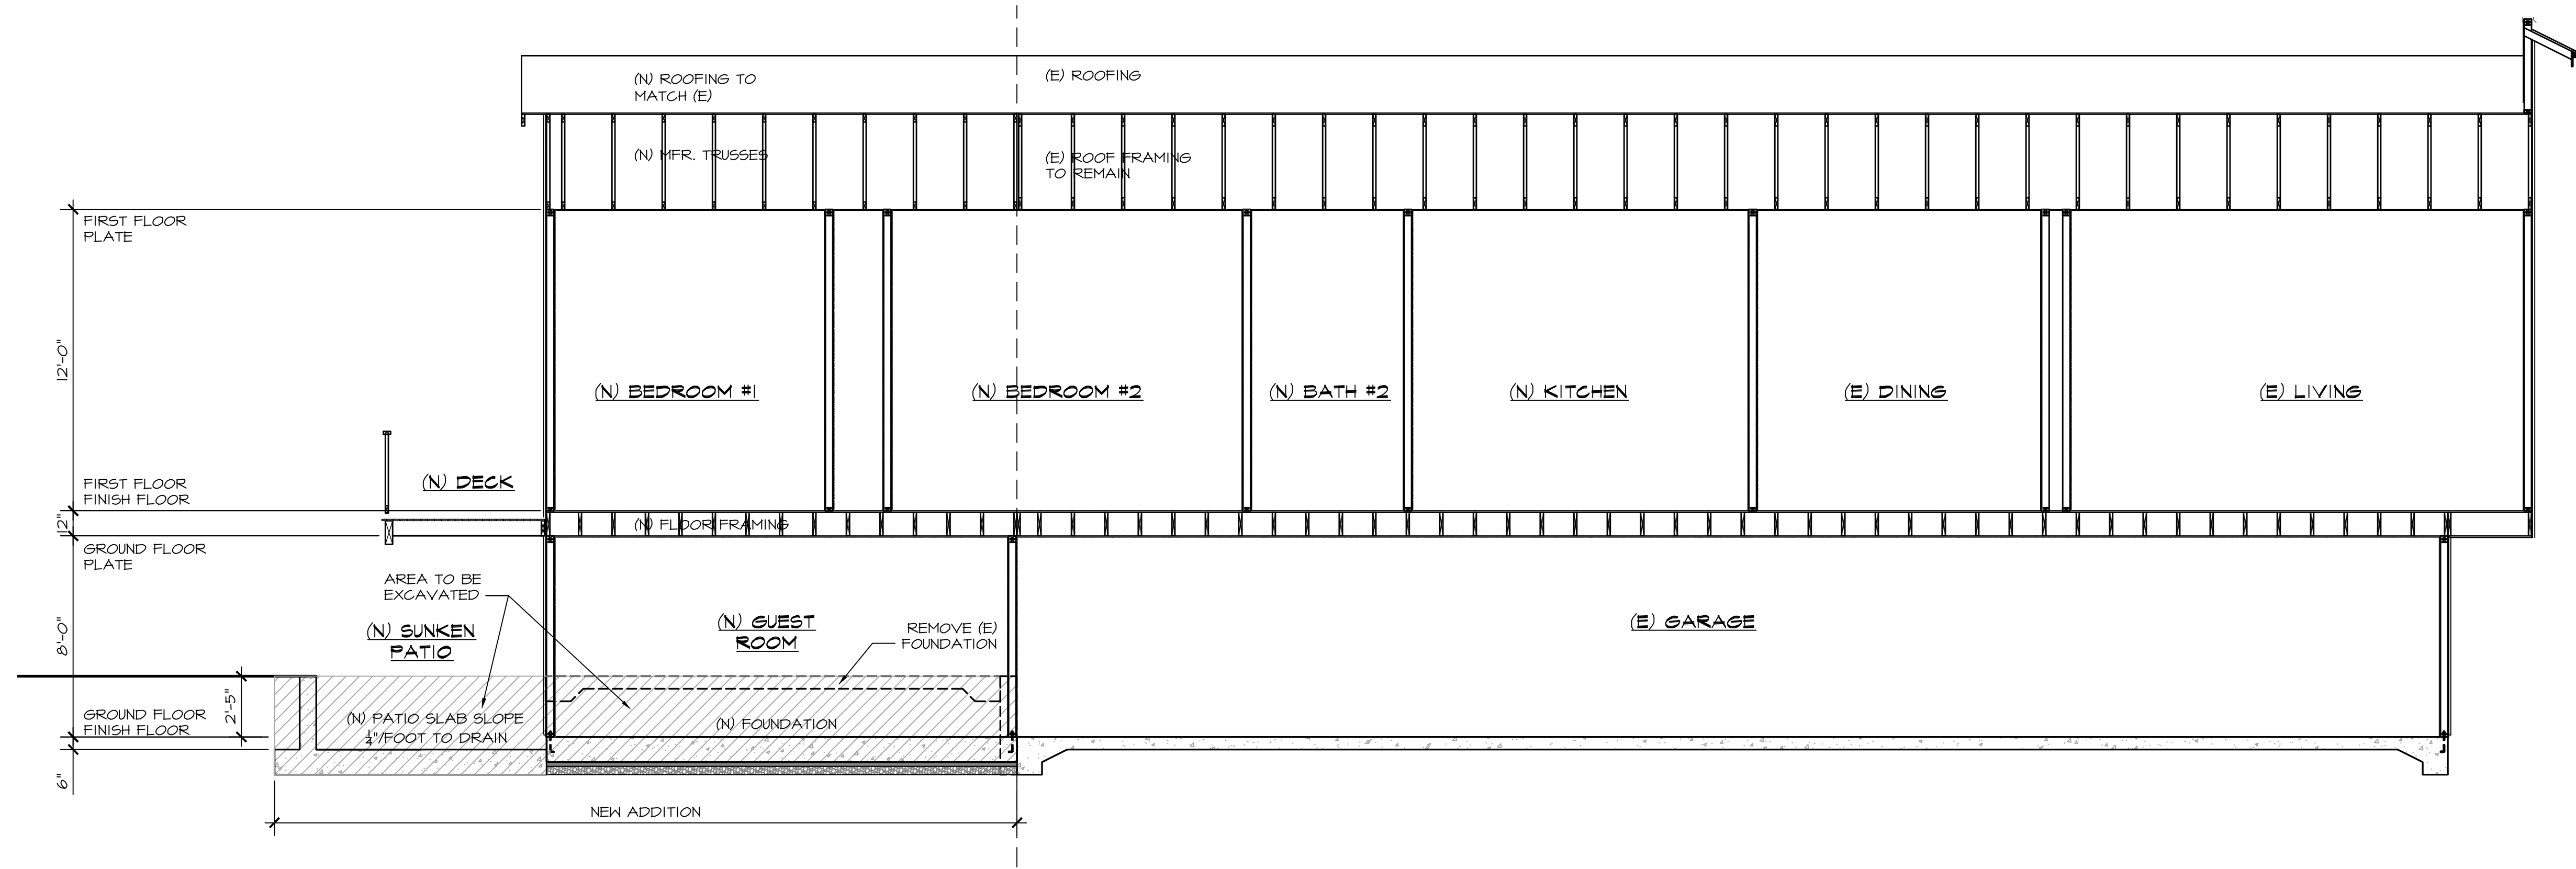 (N) ROOFING TO
MATCH (E)
(E) ROOFING
(N) MFR. TRUSSES
(E) ROOF FRAMING
TO REMAIN
FIRST FLOOR
PLATE
12'-0"
(N) BEDROOM #1
(N) BEDROOM #2
(N) BATH #2
(N) KITCHEN
(E) DINING
(E) LIVING
(N) DECK
FIRST FLOOR
FINISH FLOOR
12"
(N) FLOOR FRAMING
GROUND FLOOR
PLATE
AREA TO BE
EXCAVATED
8'-0"
(N) SUNKEN
PATIO
(N) GUEST
ROOM
REMOVE (E)
FOUNDATION
(E) GARAGE
2'-5"
GROUND FLOOR
FINISH FLOOR
(N) PATIO SLAB SLOPE
¼"/FOOT TO DRAIN
(N) FOUNDATION
6"
NEW ADDITION